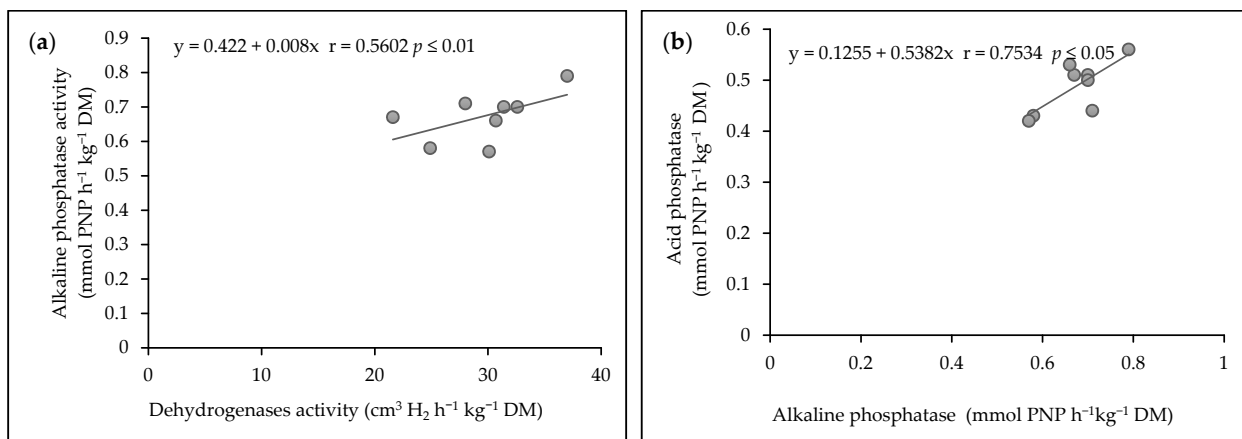 (a)
y = 0.422 + 0.008x r = 0.5602 p ≤ 0.01
Alkaline phosphatase activity
(mmol PNP h⁻¹ kg⁻¹ DM)
0.9
0.8
0.7
0.6
0.5
0.4
0.3
0.2
0.1
0
0 10 20 30 40
Dehydrogenases activity (cm³ H₂ h⁻¹ kg⁻¹ DM)
(b)
y = 0.1255 + 0.5382x r = 0.7534 p ≤ 0.05
Acid phosphatase
(mmol PNP h⁻¹ kg⁻¹ DM)
0.6
0.5
0.4
0.3
0.2
0.1
0
0 0.2 0.4 0.6 0.8 1
Alkaline phosphatase (mmol PNP h⁻¹kg⁻¹ DM)